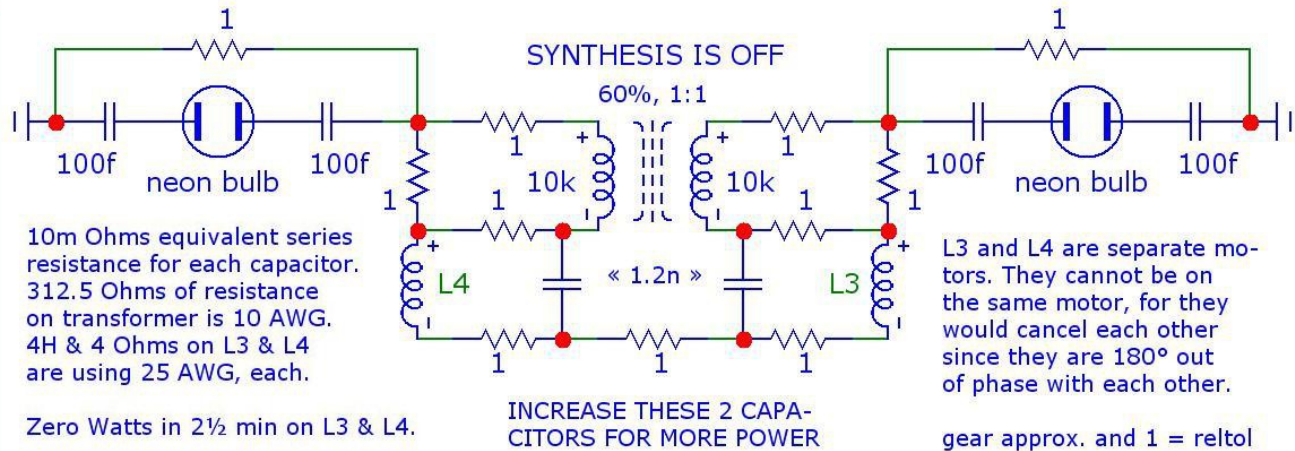 1
1
SYNTHESIS IS OFF
60%, 1:1
100f
100f
neon bulb
1
+
10k
-
+
10k
-
1
100f
100f
neon bulb
1
1
1
1
+
L4
-
« 1.2n »
+
L3
-
1
1
1
10m Ohms equivalent series
resistance for each capacitor.
312.5 Ohms of resistance
on transformer is 10 AWG.
4H & 4 Ohms on L3 & L4
are using 25 AWG, each.
Zero Watts in 2½ min on L3 & L4.
INCREASE THESE 2 CAPA-
CITORS FOR MORE POWER
L3 and L4 are separate mo-
tors. They cannot be on
the same motor, for they
would cancel each other
since they are 180° out
of phase with each other.
gear approx. and 1 = reltol